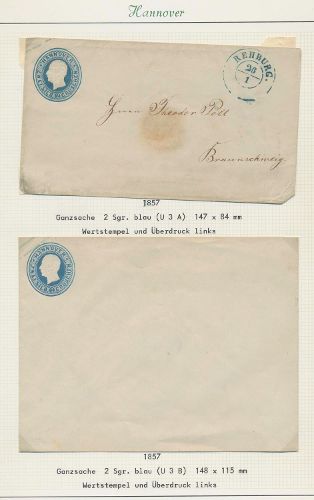 Hannover
REHBURG.
26
1
Herrn Theodor Pött
Braunschweig
1857
Ganzsache 2 Sgr. blau (U 3 A) 147 x 84 mm
Wertstempel und Überdruck links
1857
Ganzsache 2 Sgr. blau (U 3 B) 148 x 115 mm
Wertstempel und Überdruck links